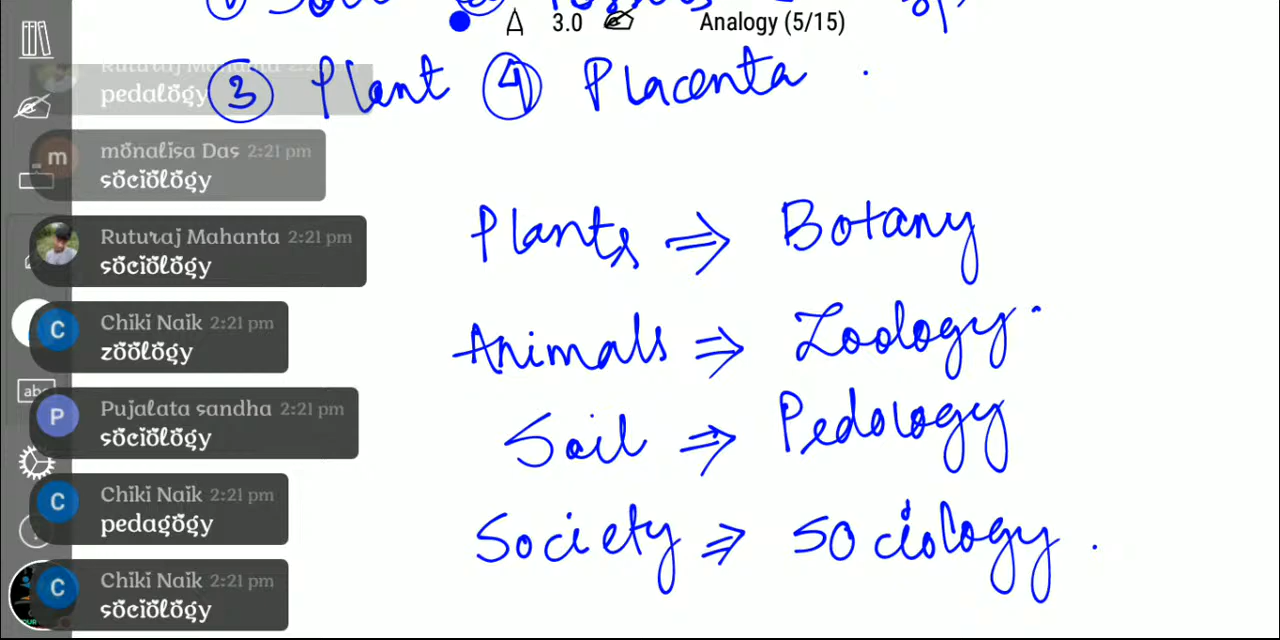 3.0 Analogy (5/15)
③ Plant ④ Placenta
Plants ⇒ Botany
Animals ⇒ Zoology
Soil ⇒ Pedology
Society ⇒ Sociology
pedalogy
monalisa Das 2:21 pm
sociology
Ruturaj Mahanta 2:21 pm
sociology
Chiki Naik 2:21 pm
zoology
Pujalata sandha 2:21 pm
sociology
Chiki Naik 2:21 pm
pedagogy
Chiki Naik 2:21 pm
sociology